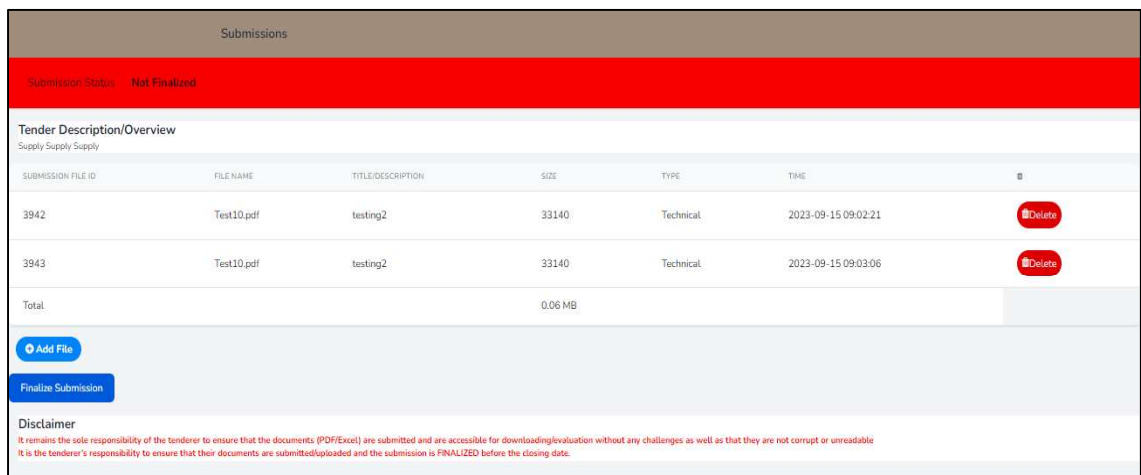 Submissions
Submission Status Not Finalized
Tender Description/Overview
Supply Supply Supply
SUBMISSION FILE ID FILE NAME TITLE/DESCRIPTION SIZE TYPE TIME
3942 Test10.pdf testing2 33140 Technical 2023-09-15 09:02:21 Delete
3943 Test10.pdf testing2 33140 Technical 2023-09-15 09:03:06 Delete
Total 0.06 MB
Add File
Finalize Submission
Disclaimer
It remains the sole responsibility of the tenderer to ensure that the documents (PDF/Excel) are submitted and are accessible for downloading/evaluation without any challenges as well as that they are not corrupt or unreadable
It is the tenderer's responsibility to ensure that their documents are submitted/uploaded and the submission is FINALIZED before the closing date.